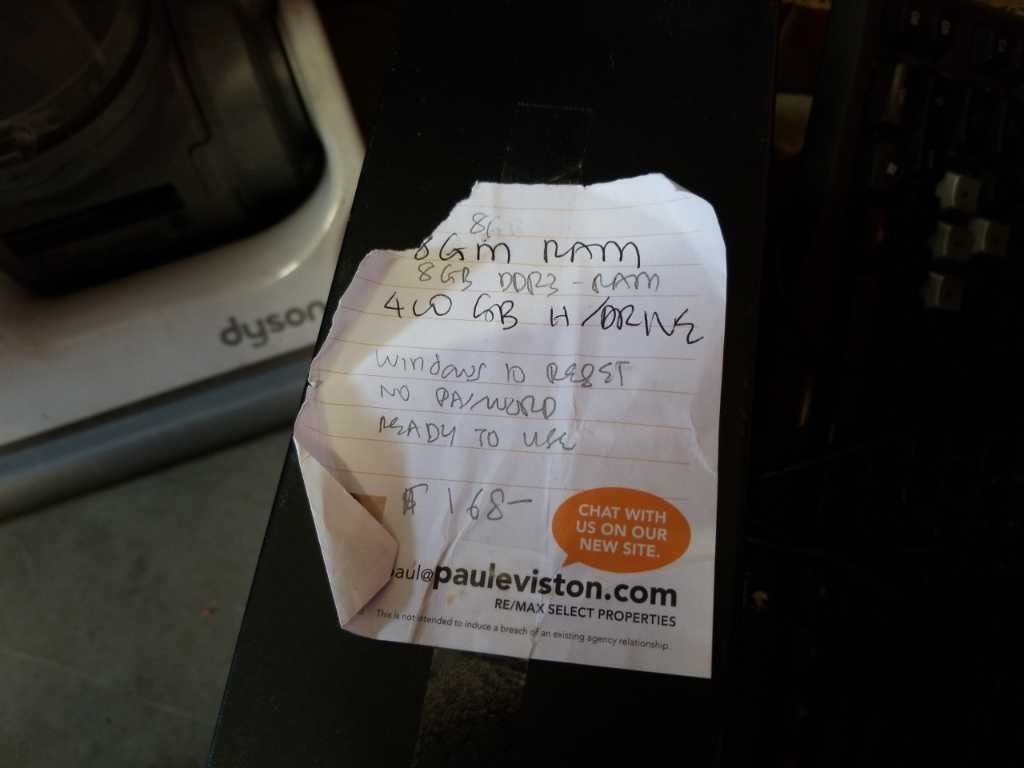 dyson
8G
8Gm RAM
8GB DDR3 - RAM
400 GB H/DRIVE
WINDOWS 10 RESET
NO PA/WORD
READY TO USE
$ 168-
CHAT WITH
US ON OUR
NEW SITE.
paul@pauleviston.com
RE/MAX SELECT PROPERTIES
This is not intended to induce a breach of an existing agency relationship.